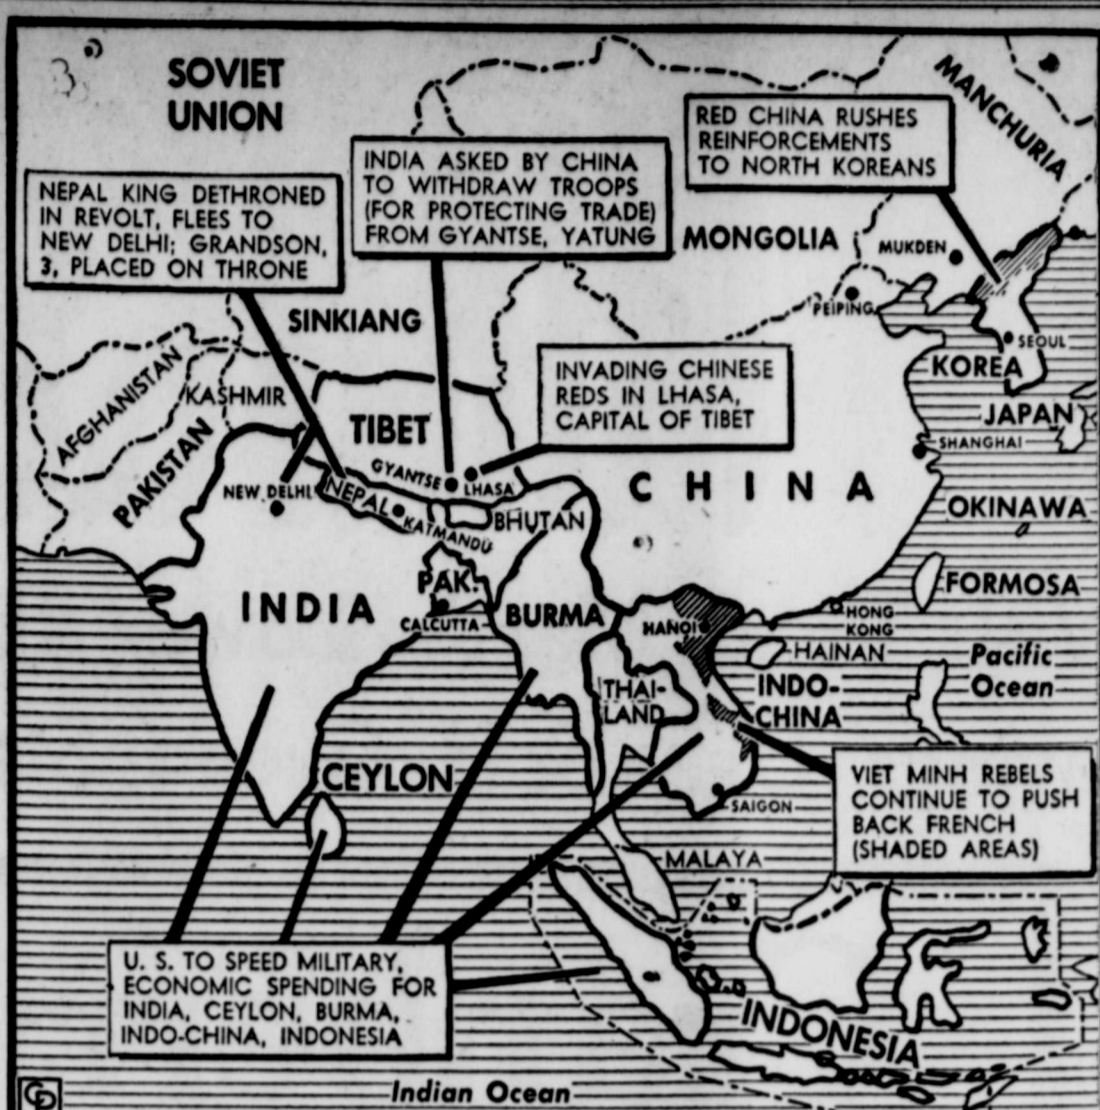 SOVIET
UNION
MANCHURIA
RED CHINA RUSHES
REINFORCEMENTS
TO NORTH KOREANS
INDIA ASKED BY CHINA
TO WITHDRAW TROOPS
(FOR PROTECTING TRADE)
FROM GYANTSE, YATUNG
NEPAL KING DETHRONED
IN REVOLT, FLEES TO
NEW DELHI; GRANDSON,
3, PLACED ON THRONE
MONGOLIA
MUKDEN
PEIPING
SINKIANG
SEOUL
KOREA
INVADING CHINESE
REDS IN LHASA,
CAPITAL OF TIBET
AFGHANISTAN
KASHMIR
JAPAN
TIBET
PAKISTAN
SHANGHAI
GYANTSE
LHASA
CHINA
NEW DELHI
NEPAL
KATMANDU
BHUTAN
OKINAWA
PAK.
FORMOSA
INDIA
CALCUTTA
BURMA
HANOI
HONG
KONG
HAINAN
Pacific
Ocean
THAI-
LAND
INDO-
CHINA
CEYLON
SAIGON
VIET MINH REBELS
CONTINUE TO PUSH
BACK FRENCH
(SHADED AREAS)
MALAYA
U. S. TO SPEED MILITARY,
ECONOMIC SPENDING FOR
INDIA, CEYLON, BURMA,
INDO-CHINA, INDONESIA
INDONESIA
Indian Ocean